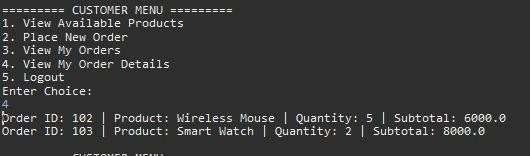 ========= CUSTOMER MENU =========
1. View Available Products
2. Place New Order
3. View My Orders
4. View My Order Details
5. Logout
Enter Choice:
4
Order ID: 102 | Product: Wireless Mouse | Quantity: 5 | Subtotal: 6000.0
Order ID: 103 | Product: Smart Watch | Quantity: 2 | Subtotal: 8000.0
CUSTOMER MENU